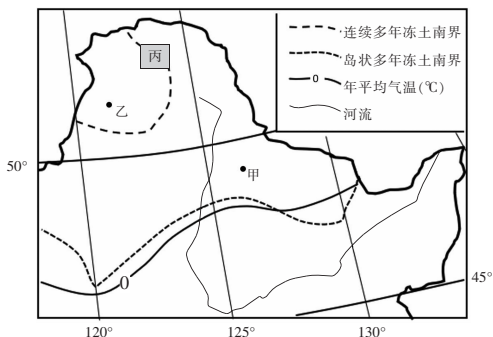 连续多年冻土南界
岛状多年冻土南界
0
年平均气温(℃)
河流
丙
乙
甲
50°
45°
0
120°
125°
130°